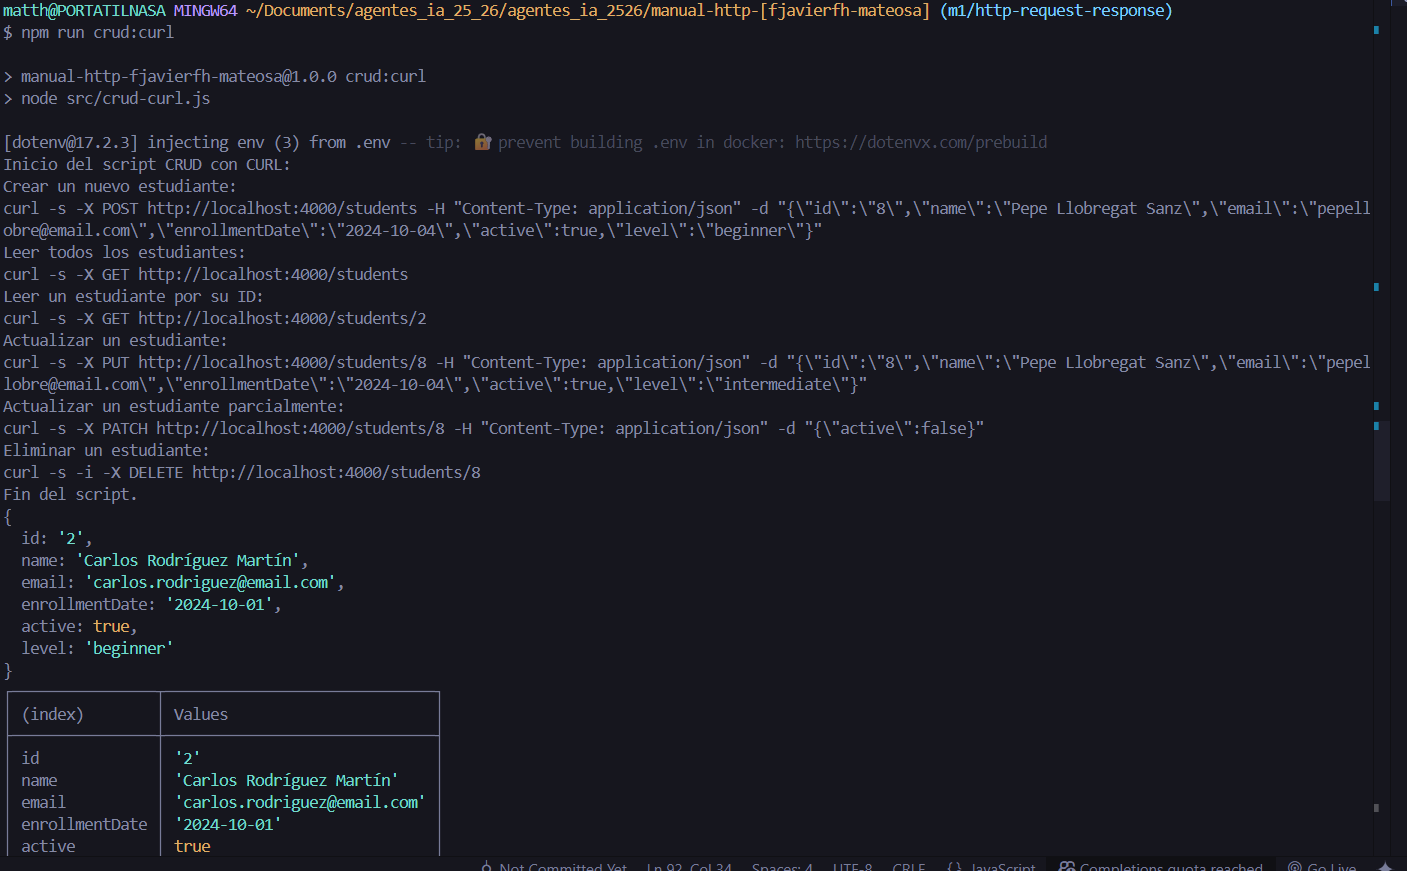 matth@PORTATILNASA MINGW64 ~/Documents/agentes_ia_25_26/agentes_ia_2526/manual-http-[fjavierfh-mateosa] (m1/http-request-response)
$ npm run crud:curl
> manual-http-fjavierfh-mateosa@1.0.0 crud:curl
> node src/crud-curl.js
[dotenv@17.2.3] injecting env (3) from .env -- tip: 🔐 prevent building .env in docker: https://dotenvx.com/prebuild
Inicio del script CRUD con CURL:
Crear un nuevo estudiante:
curl -s -X POST http://localhost:4000/students -H "Content-Type: application/json" -d "{\"id\":\"8\",\"name\":\"Pepe Llobregat Sanz\",\"email\":\"pepell
obre@email.com\",\"enrollmentDate\":\"2024-10-04\",\"active\":true,\"level\":\"beginner\"}"
Leer todos los estudiantes:
curl -s -X GET http://localhost:4000/students
Leer un estudiante por su ID:
curl -s -X GET http://localhost:4000/students/2
Actualizar un estudiante:
curl -s -X PUT http://localhost:4000/students/8 -H "Content-Type: application/json" -d "{\"id\":\"8\",\"name\":\"Pepe Llobregat Sanz\",\"email\":\"pepel
lobre@email.com\",\"enrollmentDate\":\"2024-10-04\",\"active\":true,\"level\":\"intermediate\"}"
Actualizar un estudiante parcialmente:
curl -s -X PATCH http://localhost:4000/students/8 -H "Content-Type: application/json" -d "{\"active\":false}"
Eliminar un estudiante:
curl -s -i -X DELETE http://localhost:4000/students/8
Fin del script.
{
  id: '2',
  name: 'Carlos Rodríguez Martín',
  email: 'carlos.rodriguez@email.com',
  enrollmentDate: '2024-10-01',
  active: true,
  level: 'beginner'
}
(index) Values
id '2'
name 'Carlos Rodríguez Martín'
email 'carlos.rodriguez@email.com'
enrollmentDate '2024-10-01'
active true
Not Committed Yet Ln 92, Col 34 Spaces: 4 UTF-8 CRLF {} JavaScript Completions quota reached Go Live